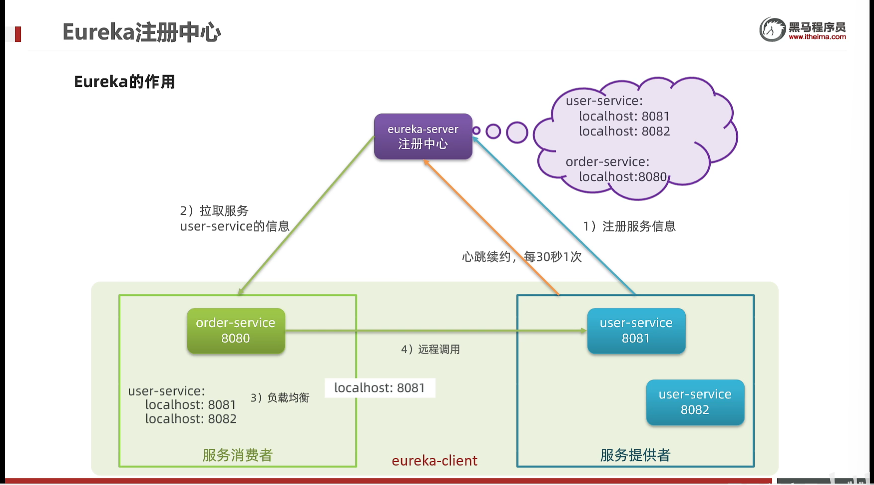 Eureka注册中心
黑马程序员
www.itheima.com
Eureka的作用
eureka-server
注册中心
user-service:
localhost: 8081
localhost: 8082
order-service:
localhost:8080
2）拉取服务
user-service的信息
1）注册服务信息
心跳续约，每30秒1次
order-service
8080
user-service
8081
4）远程调用
user-service:
localhost: 8081
localhost: 8082
3）负载均衡
localhost: 8081
user-service
8082
服务消费者
eureka-client
服务提供者